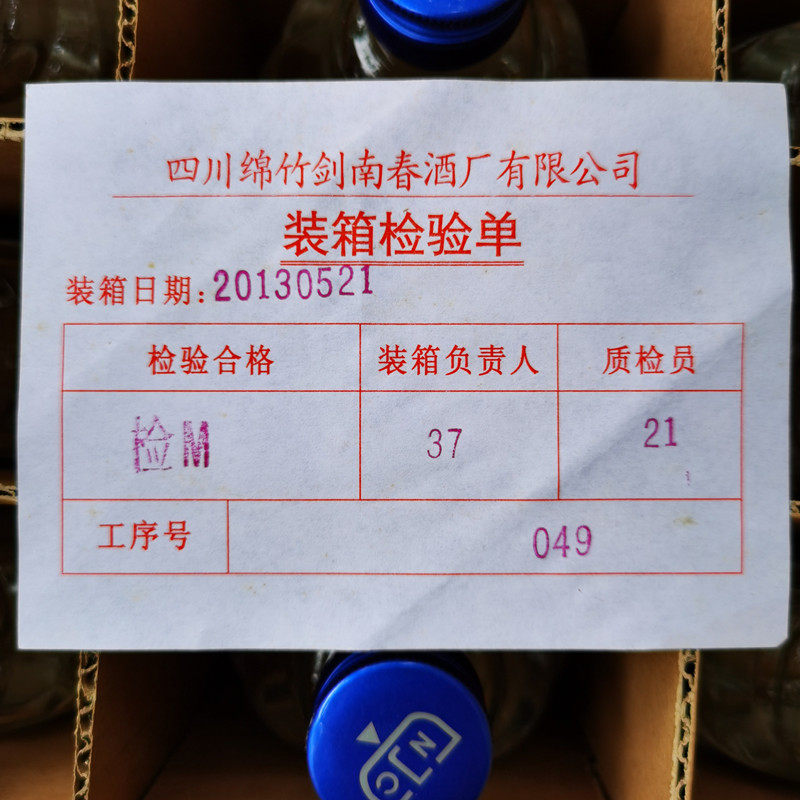 四川绵竹剑南春酒厂有限公司
装箱检验单
装箱日期:20130521
检验合格 装箱负责人 质检员
检M 37 21
工序号 049